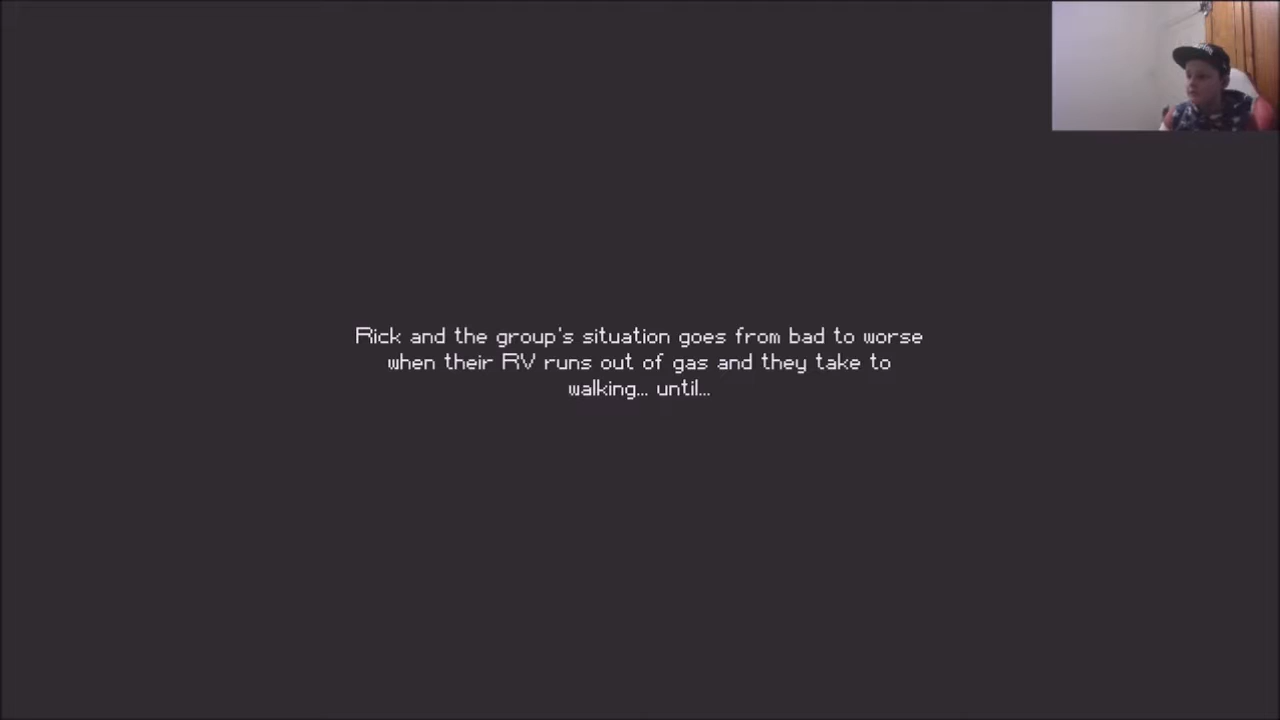 Rick and the group's situation goes from bad to worse
when their RV runs out of gas and they take to
walking... until...